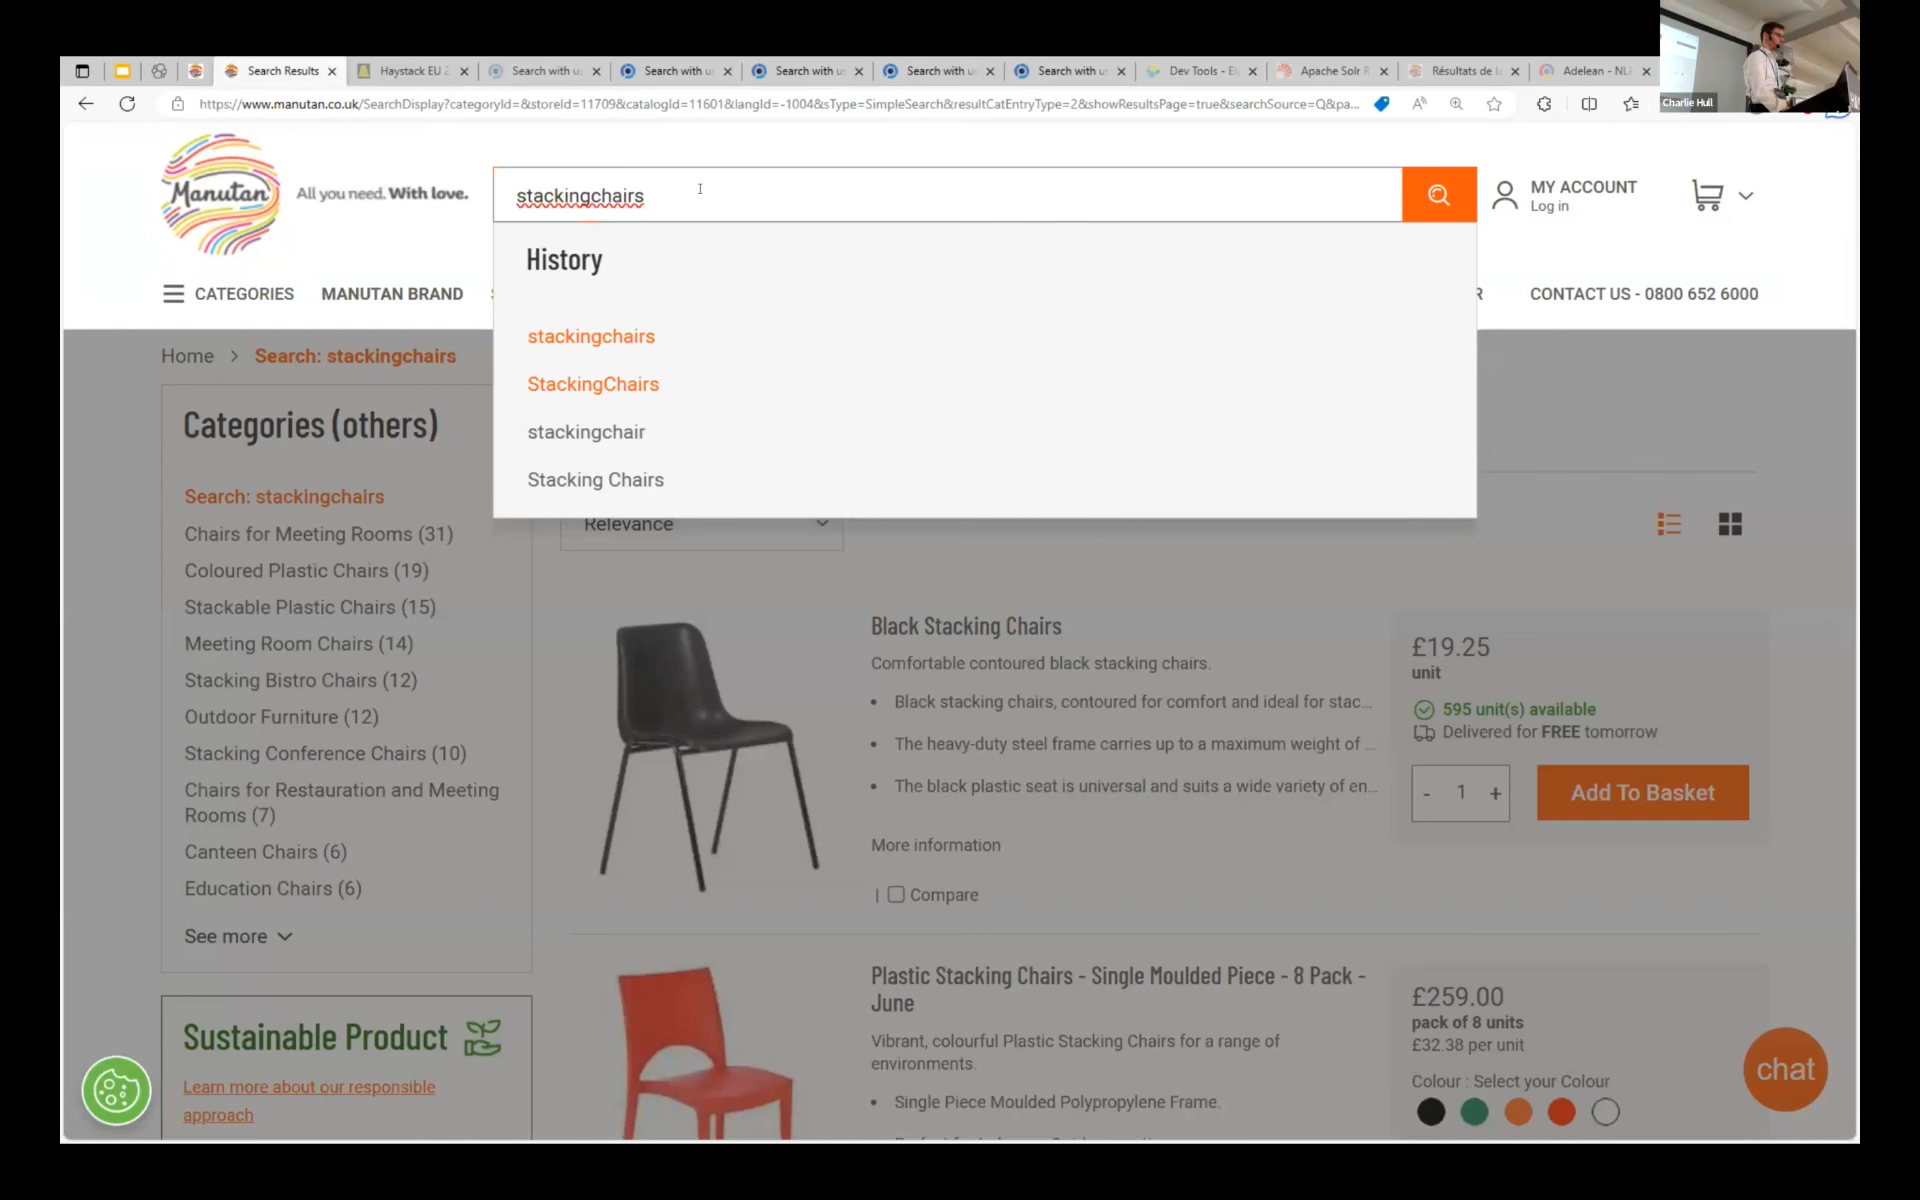 Search Results
Haystack EU 2
Search with u
Search with u
Search with us
Search with us
Search with us
Dev Tools - El
Apache Solr R
Résultats de la
Adelean - NLP
https://www.manutan.co.uk/SearchDisplay?categoryId=&storeId=11709&catalogId=11601&langId=-1004&sType=SimpleSearch&resultCatEntryType=2&showResultsPage=true&searchSource=Q&pa...
Charlie Hull
Manutan
All you need. With love.
stackingchairs
MY ACCOUNT
Log in
History
CATEGORIES
MANUTAN BRAND
CONTACT US - 0800 652 6000
stackingchairs
StackingChairs
stackingchair
Stacking Chairs
Home > Search: stackingchairs
Categories (others)
Search: stackingchairs
Chairs for Meeting Rooms (31)
Coloured Plastic Chairs (19)
Stackable Plastic Chairs (15)
Meeting Room Chairs (14)
Stacking Bistro Chairs (12)
Outdoor Furniture (12)
Stacking Conference Chairs (10)
Chairs for Restauration and Meeting
Rooms (7)
Canteen Chairs (6)
Education Chairs (6)
See more
Sustainable Product
Learn more about our responsible
approach
Relevance
Black Stacking Chairs
Comfortable contoured black stacking chairs.
• Black stacking chairs, contoured for comfort and ideal for stac...
• The heavy-duty steel frame carries up to a maximum weight of ...
• The black plastic seat is universal and suits a wide variety of en...
More information
| Compare
£19.25
unit
595 unit(s) available
Delivered for FREE tomorrow
- 1 +
Add To Basket
Plastic Stacking Chairs - Single Moulded Piece - 8 Pack -
June
Vibrant, colourful Plastic Stacking Chairs for a range of
environments.
• Single Piece Moulded Polypropylene Frame.
£259.00
pack of 8 units
£32.38 per unit
Colour : Select your Colour
chat